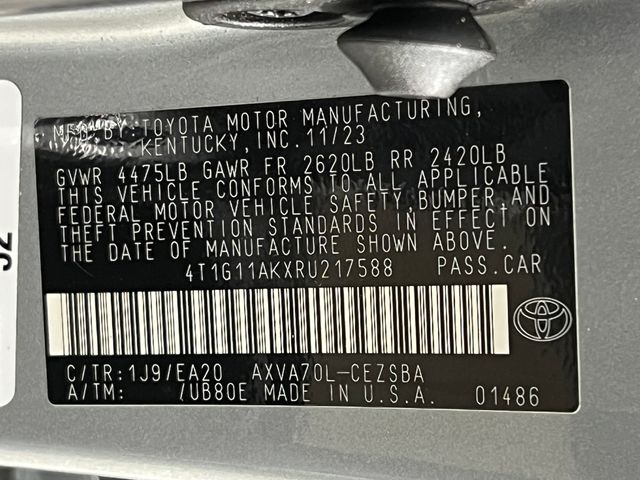 MFD. BY: TOYOTA MOTOR MANUFACTURING,
KENTUCKY, INC. 11/23
GVWR 4475LB GAWR FR 2620LB RR 2420LB
THIS VEHICLE CONFORMS TO ALL APPLICABLE
FEDERAL MOTOR VEHICLE SAFETY, BUMPER, AND
THEFT PREVENTION STANDARDS IN EFFECT ON
THE DATE OF MANUFACTURE SHOWN ABOVE.
4T1G11AKXRU217588 PASS.CAR
C/TR: 1J9/EA20 AXVA70L-CEZSBA
A/TM: /UB80E MADE IN U.S.A. 01486